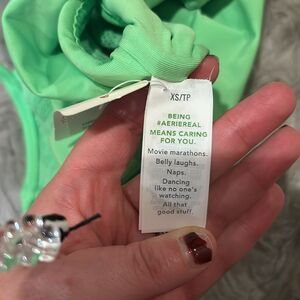 XS/TP
BEING
#AERIEREAL
MEANS CARING
FOR YOU.
Movie marathons.
Belly laughs.
Naps.
Dancing
like no one's
watching.
All that
good stuff.